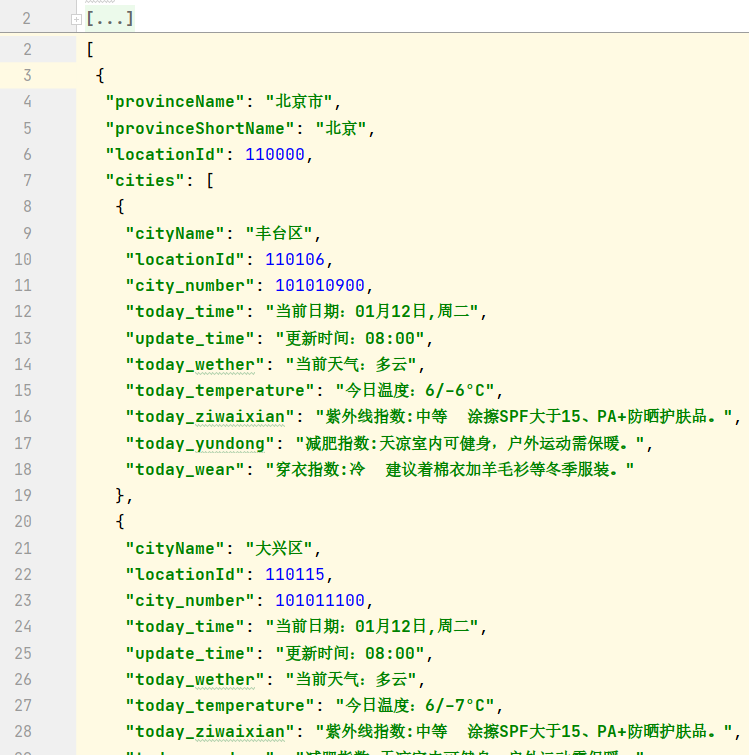 2 [...]
2 [
3 {
4 "provinceName": "北京市",
5 "provinceShortName": "北京",
6 "locationId": 110000,
7 "cities": [
8 {
9 "cityName": "丰台区",
10 "locationId": 110106,
11 "city_number": 101010900,
12 "today_time": "当前日期：01月12日,周二",
13 "update_time": "更新时间：08:00",
14 "today_wether": "当前天气：多云",
15 "today_temperature": "今日温度：6/-6°C",
16 "today_ziwaixian": "紫外线指数:中等  涂擦SPF大于15、PA+防晒护肤品。",
17 "today_yundong": "减肥指数:天凉室内可健身，户外运动需保暖。",
18 "today_wear": "穿衣指数:冷  建议着棉衣加羊毛衫等冬季服装。"
19 },
20 {
21 "cityName": "大兴区",
22 "locationId": 110115,
23 "city_number": 101011100,
24 "today_time": "当前日期：01月12日,周二",
25 "update_time": "更新时间：08:00",
26 "today_wether": "当前天气：多云",
27 "today_temperature": "今日温度：6/-7°C",
28 "today_ziwaixian": "紫外线指数:中等  涂擦SPF大于15、PA+防晒护肤品。",